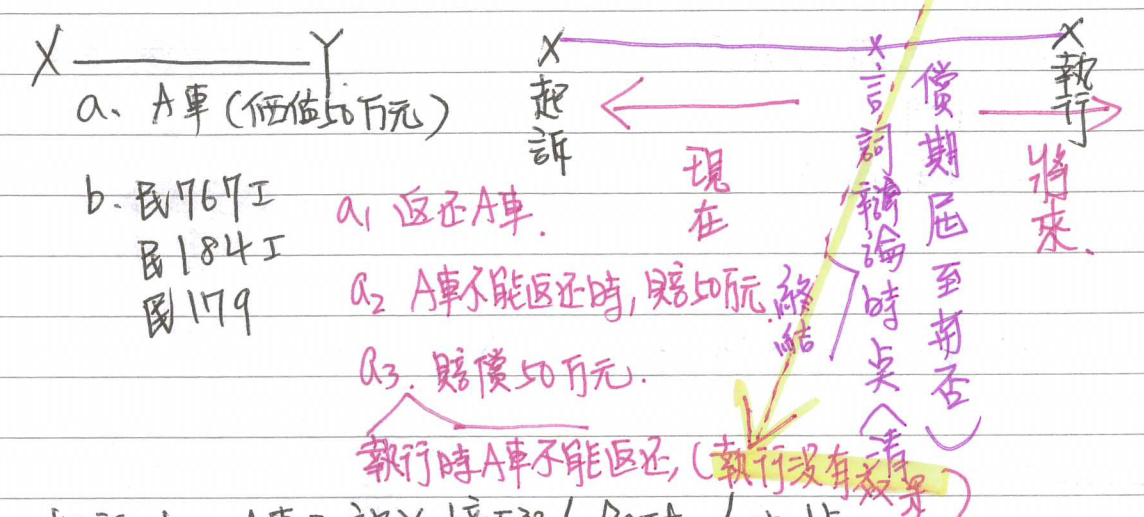 X Y
a. A車(価值50万元)
b. 民767I
民184I
民179
X 起訴
現在
X 言詞辯論時点(清
終結
償期屆至与否)
X 執行
將來.
a1 返还A車.
a2 A車不能返还時,賠50万元.
a3. 賠償50万元.
執行時A車不能返还,(執行没有效果)